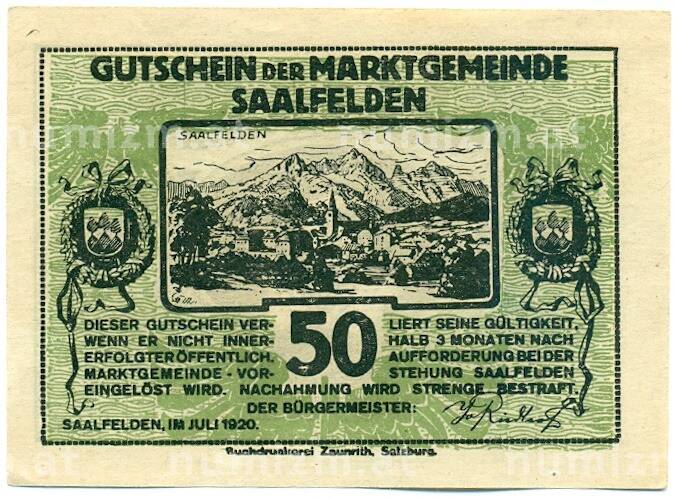 GUTSCHEIN DER MARKTGEMEINDE
SAALFELDEN
SAALFELDEN
DIESER GUTSCHEIN VER- LIERT SEINE GÜLTIGKEIT,
WENN ER NICHT INNER- HALB 3 MONATEN NACH
ERFOLGTER ÖFFENTLICH. AUFFORDERUNG BEI DER
MARKTGEMEINDE - VOR- STEHUNG SAALFELDEN
50
EINGELÖST WIRD. NACHAHMUNG WIRD STRENGE BESTRAFT.
DER BÜRGERMEISTER:
SAALFELDEN, IM JULI 1920.
Buchdruckerei Zaunrith, Salzburg.
numizm.at